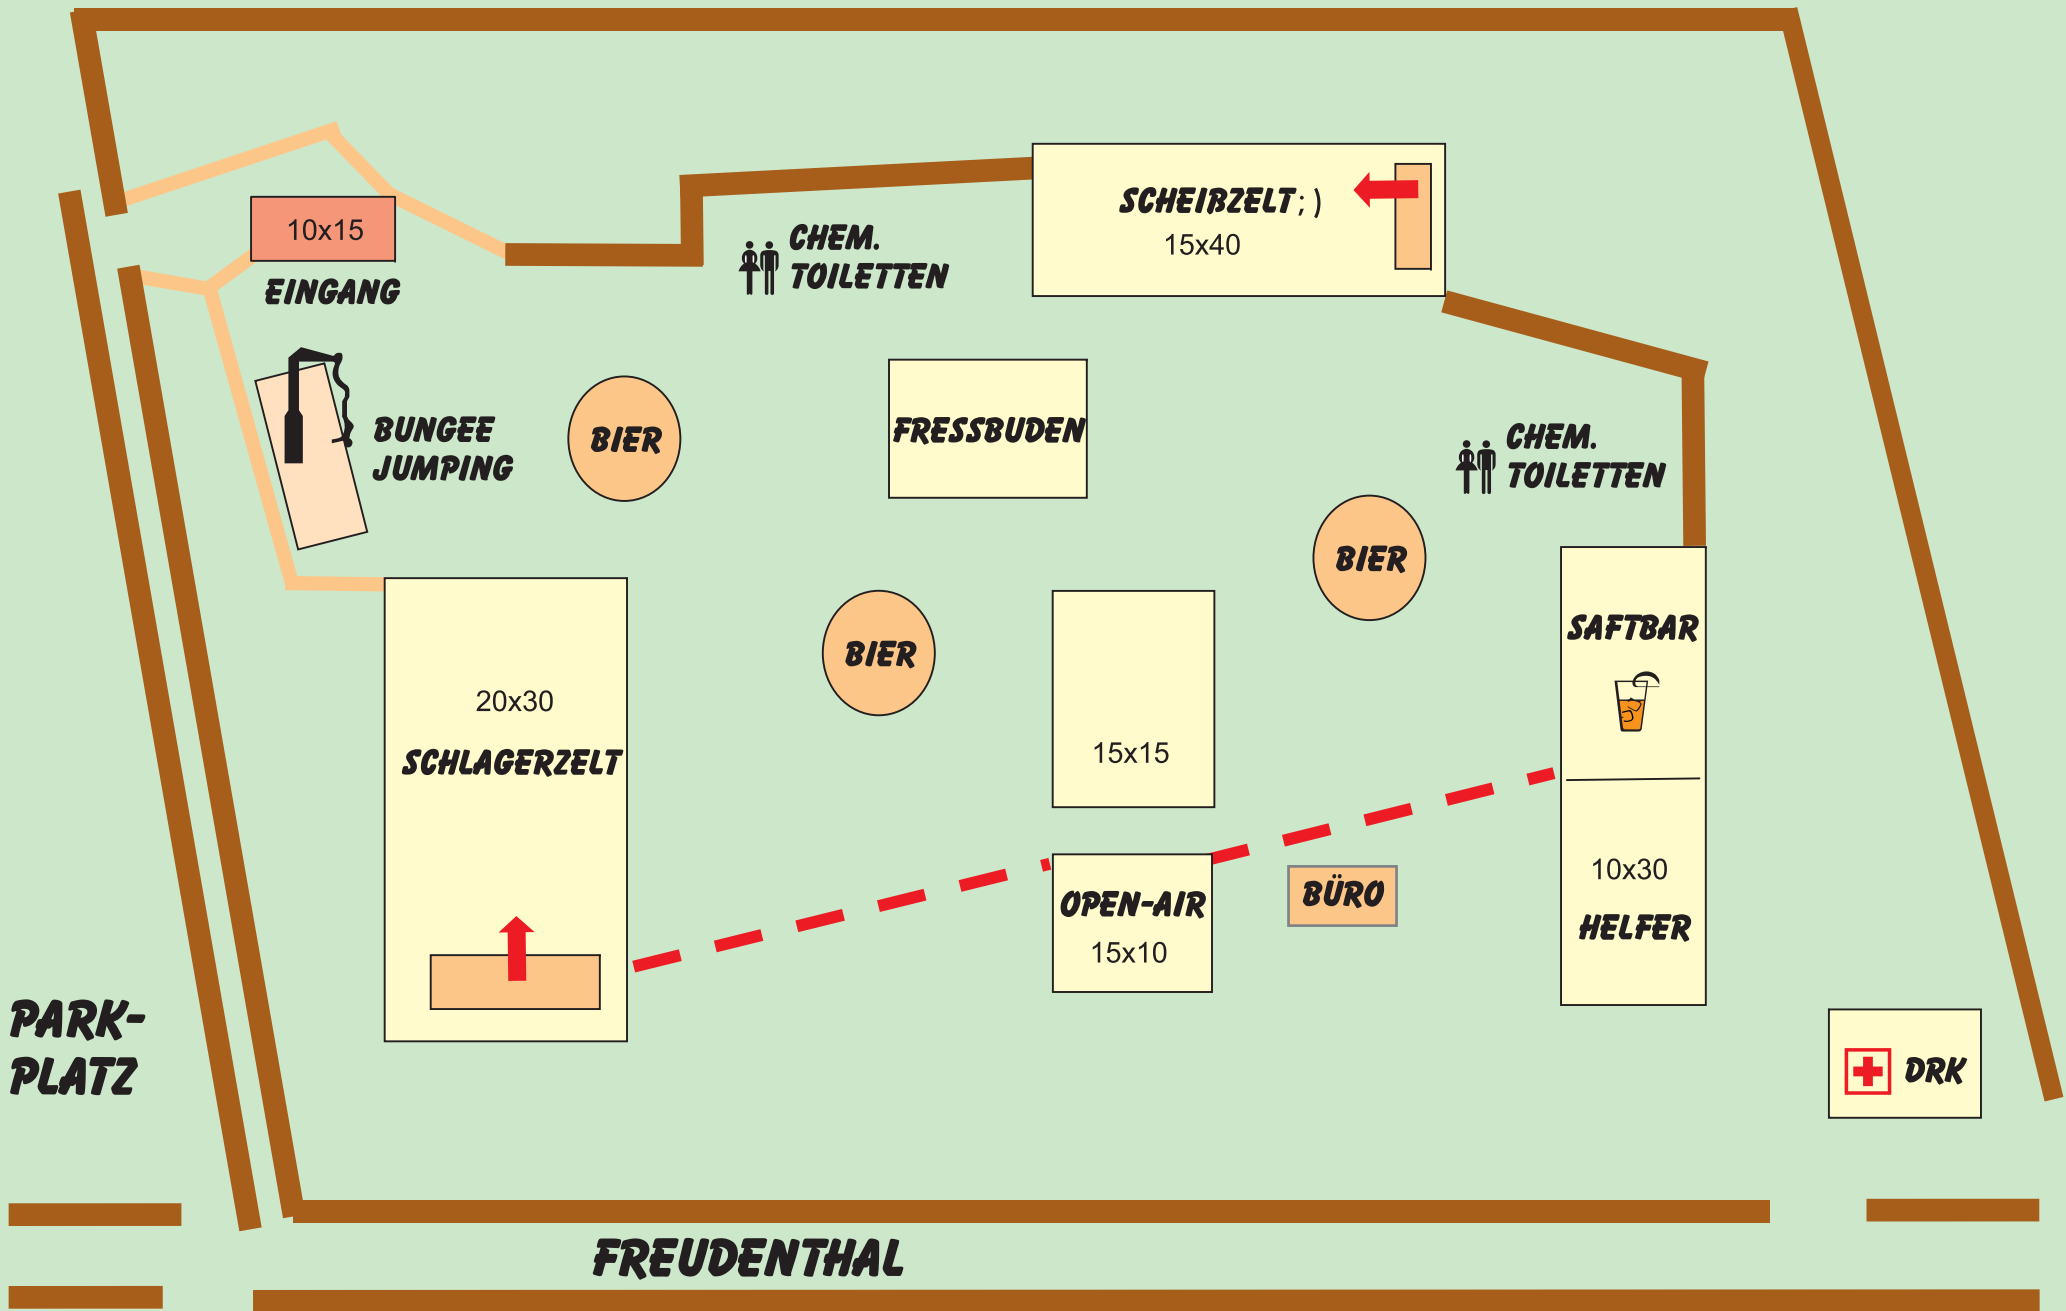 10x15
EINGANG
CHEM.
TOILETTEN
SCHEIßZELT ; )
15x40
BUNGEE
JUMPING
BIER
FRESSBUDEN
CHEM.
TOILETTEN
BIER
BIER
SAFTBAR
20x30
SCHLAGERZELT
15x15
10x30
HELFER
OPEN-AIR
15x10
BÜRO
PARK-
PLATZ
DRK
FREUDENTHAL